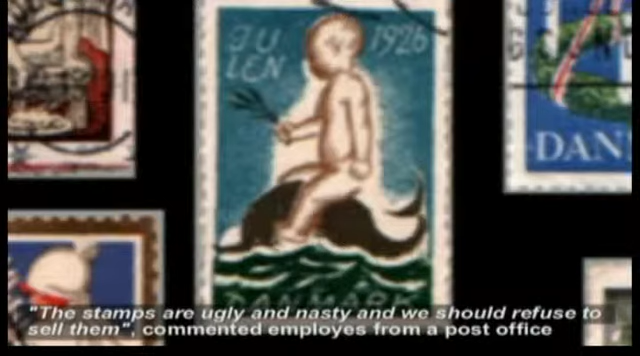 JU
LEN
1926
DAN
DANMARK
"The stamps are ugly and nasty and we should refuse to
sell them", commented employes from a post office